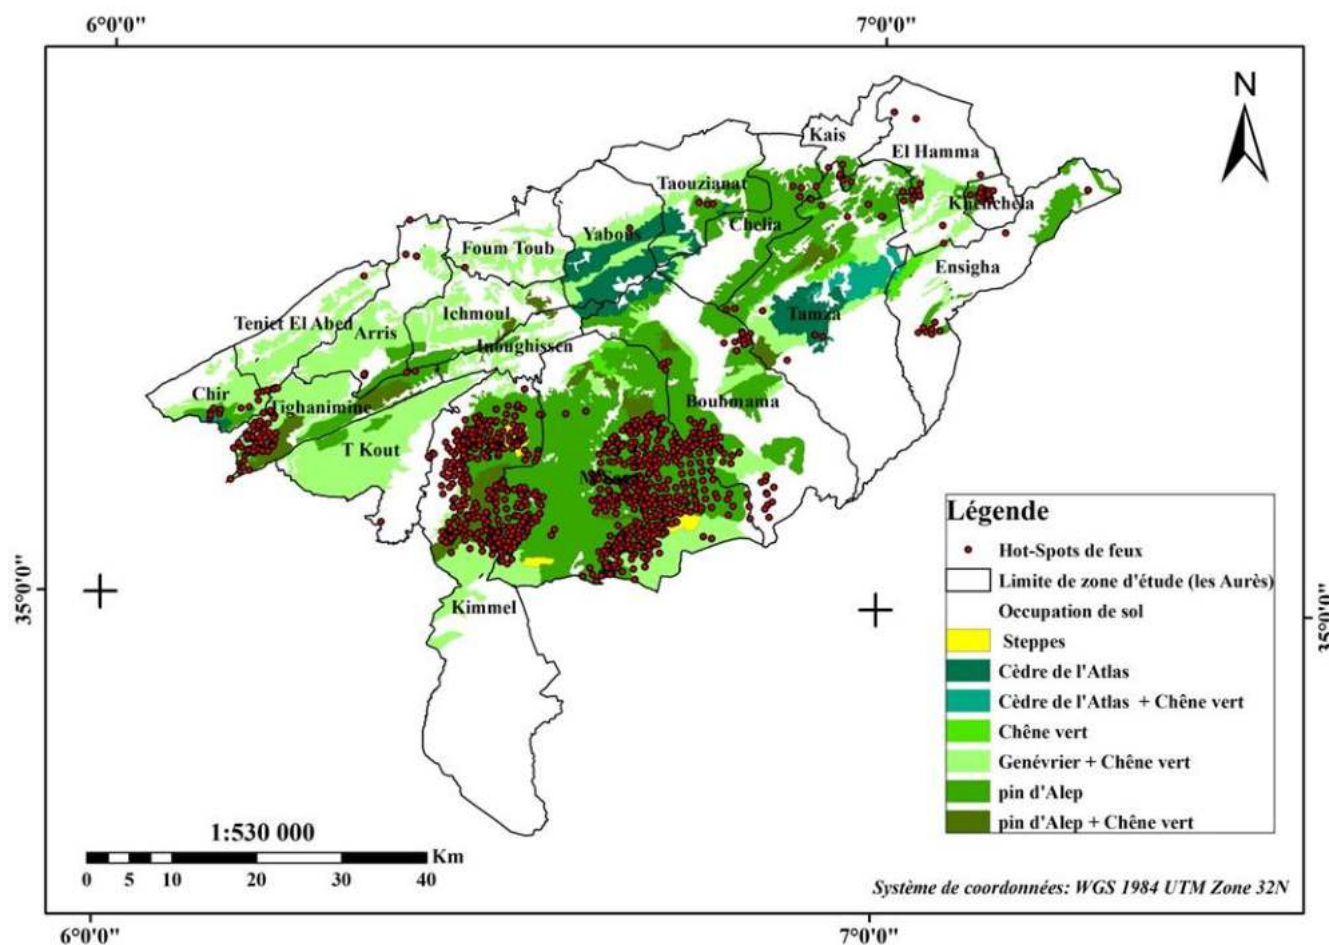 6°0'0"
7°0'0"
N
Kais
El Hamma
Taouzianat
Khenchela
Chelia
Yabous
Foum Toub
Ensigha
Ichmoul
Tamza
Teniet El Abed
Arris
Inoughissen
Chir
Tighanimine
Bouhmama
T Kout
Kimmel
35°0'0"
35°0'0"
Légende
Hot-Spots de feux
Limite de zone d'étude (les Aurès)
Occupation de sol
Steppes
Cèdre de l'Atlas
Cèdre de l'Atlas + Chêne vert
Chêne vert
Genévrier + Chêne vert
pin d'Alep
pin d'Alep + Chêne vert
1:530 000
Km
0 5 10 20 30 40
Système de coordonnées: WGS 1984 UTM Zone 32N
6°0'0"
7°0'0"